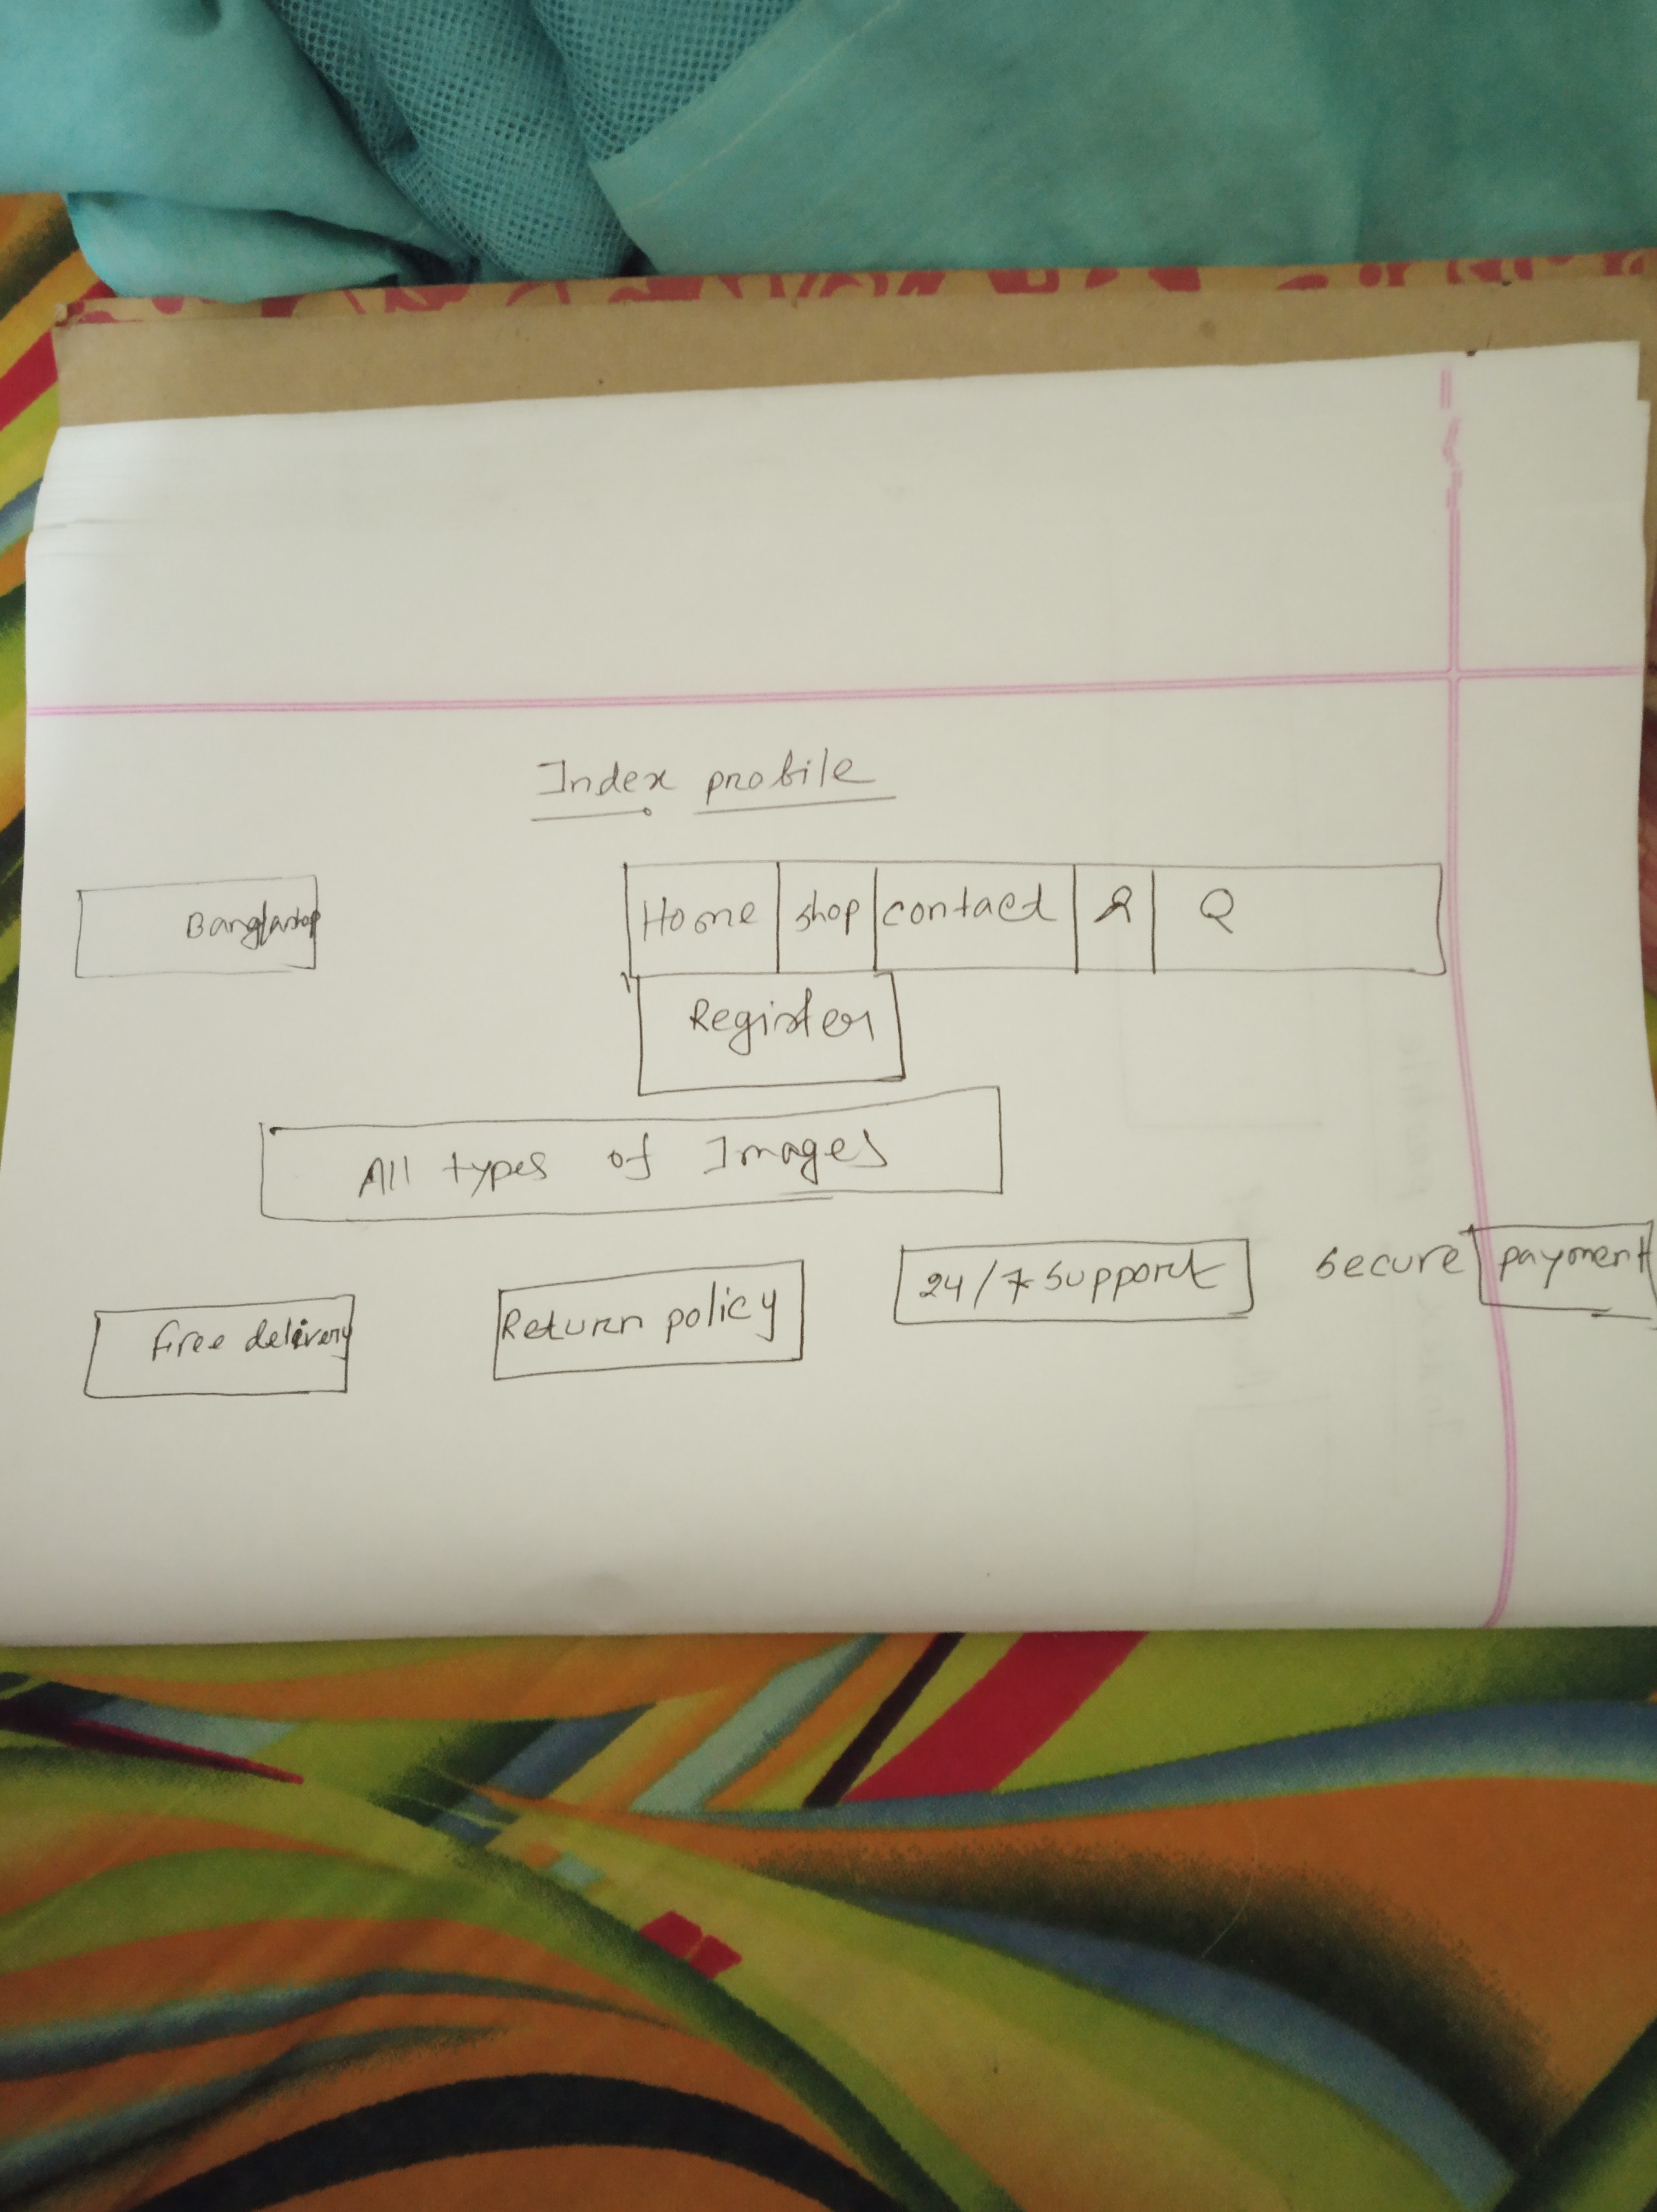 Index profile
Banglashop
Home shop contact
Register
All types of Images
Free delivery Return policy 24/7 support secure payment